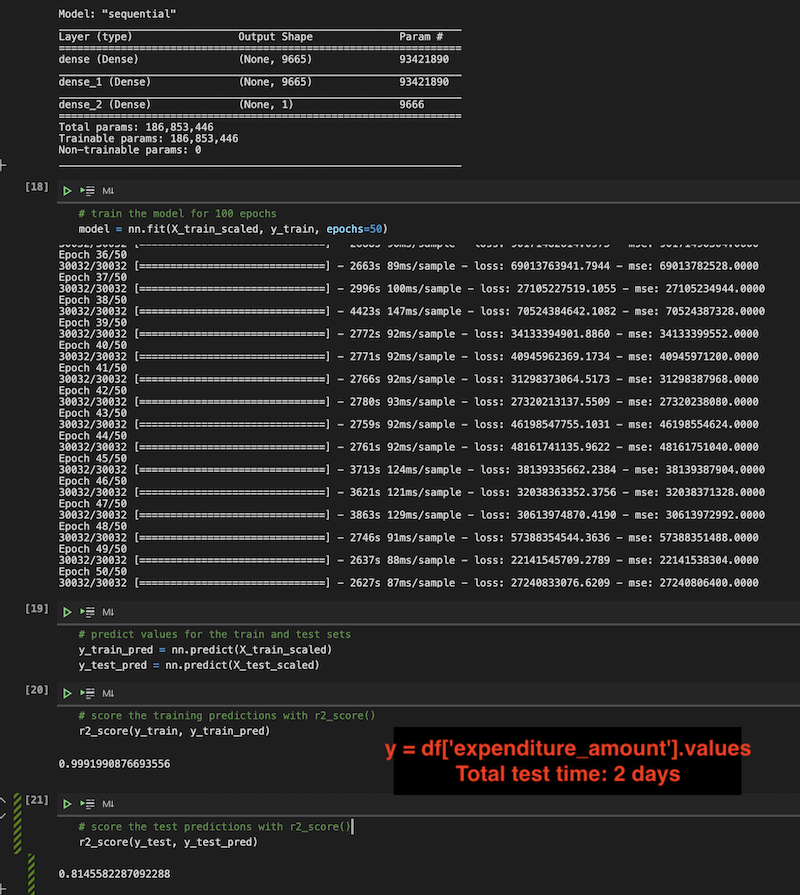 Model: "sequential"
Layer (type) Output Shape Param #
=================================================================
dense (Dense) (None, 9665) 93421890
dense_1 (Dense) (None, 9665) 93421890
dense_2 (Dense) (None, 1) 9666
=================================================================
Total params: 186,853,446
Trainable params: 186,853,446
Non-trainable params: 0
[18]
M↓
# train the model for 100 epochs
model = nn.fit(X_train_scaled, y_train, epochs=50)
30032/30032 [==============================]
Epoch 36/50
30032/30032 [==============================] - 2663s 89ms/sample - loss: 69013763941.7944 - mse: 69013782528.0000
Epoch 37/50
30032/30032 [==============================] - 2996s 100ms/sample - loss: 27105227519.1055 - mse: 27105234944.0000
Epoch 38/50
30032/30032 [==============================] - 4423s 147ms/sample - loss: 70524384642.1082 - mse: 70524387328.0000
Epoch 39/50
30032/30032 [==============================] - 2772s 92ms/sample - loss: 34133394901.8860 - mse: 34133399552.0000
Epoch 40/50
30032/30032 [==============================] - 2771s 92ms/sample - loss: 40945962369.1734 - mse: 40945971200.0000
Epoch 41/50
30032/30032 [==============================] - 2766s 92ms/sample - loss: 31298373064.5173 - mse: 31298387968.0000
Epoch 42/50
30032/30032 [==============================] - 2780s 93ms/sample - loss: 27320213137.5509 - mse: 27320238080.0000
Epoch 43/50
30032/30032 [==============================] - 2759s 92ms/sample - loss: 46198547755.1031 - mse: 46198554624.0000
Epoch 44/50
30032/30032 [==============================] - 2761s 92ms/sample - loss: 48161741135.9622 - mse: 48161751040.0000
Epoch 45/50
30032/30032 [==============================] - 3713s 124ms/sample - loss: 38139335662.2384 - mse: 38139387904.0000
Epoch 46/50
30032/30032 [==============================] - 3621s 121ms/sample - loss: 32038363352.3756 - mse: 32038371328.0000
Epoch 47/50
30032/30032 [==============================] - 3863s 129ms/sample - loss: 30613974870.4190 - mse: 30613972992.0000
Epoch 48/50
30032/30032 [==============================] - 2746s 91ms/sample - loss: 57388354544.3636 - mse: 57388351488.0000
Epoch 49/50
30032/30032 [==============================] - 2637s 88ms/sample - loss: 22141545709.2789 - mse: 22141538304.0000
Epoch 50/50
30032/30032 [==============================] - 2627s 87ms/sample - loss: 27240833076.6209 - mse: 27240806400.0000
[19]
M↓
# predict values for the train and test sets
y_train_pred = nn.predict(X_train_scaled)
y_test_pred = nn.predict(X_test_scaled)
[20]
M↓
# score the training predictions with r2_score()
r2_score(y_train, y_train_pred)
y = df['expenditure_amount'].values
0.9991990876693556
Total test time: 2 days
[21]
M↓
# score the test predictions with r2_score()
r2_score(y_test, y_test_pred)
0.8145582287092288